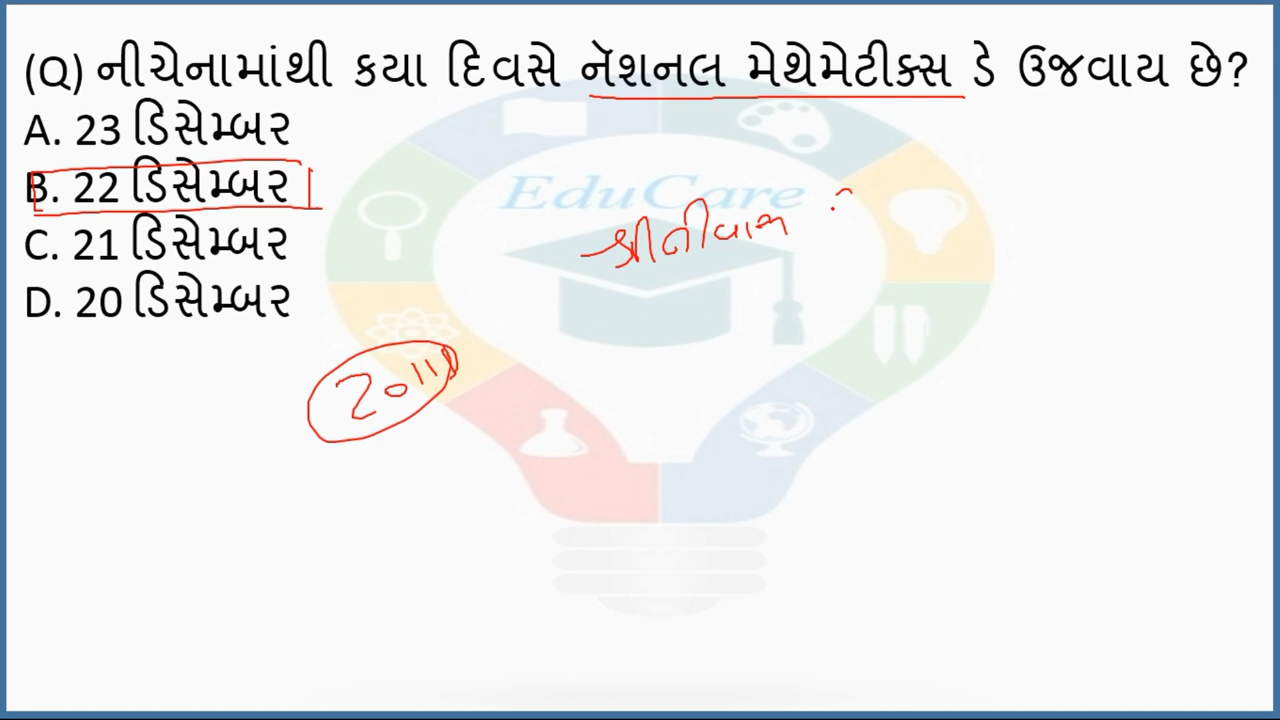 (Q) નીચેનામાંથી કયા દિવસે નૅશનલ મેથેમેટીક્સ ડે ઉજવાય છે?
A. 23 ડિસેમ્બર
B. 22 ડિસેમ્બર
EduCare
શ્રીનીવાસ
C. 21 ડિસેમ્બર
D. 20 ડિસેમ્બર
2011